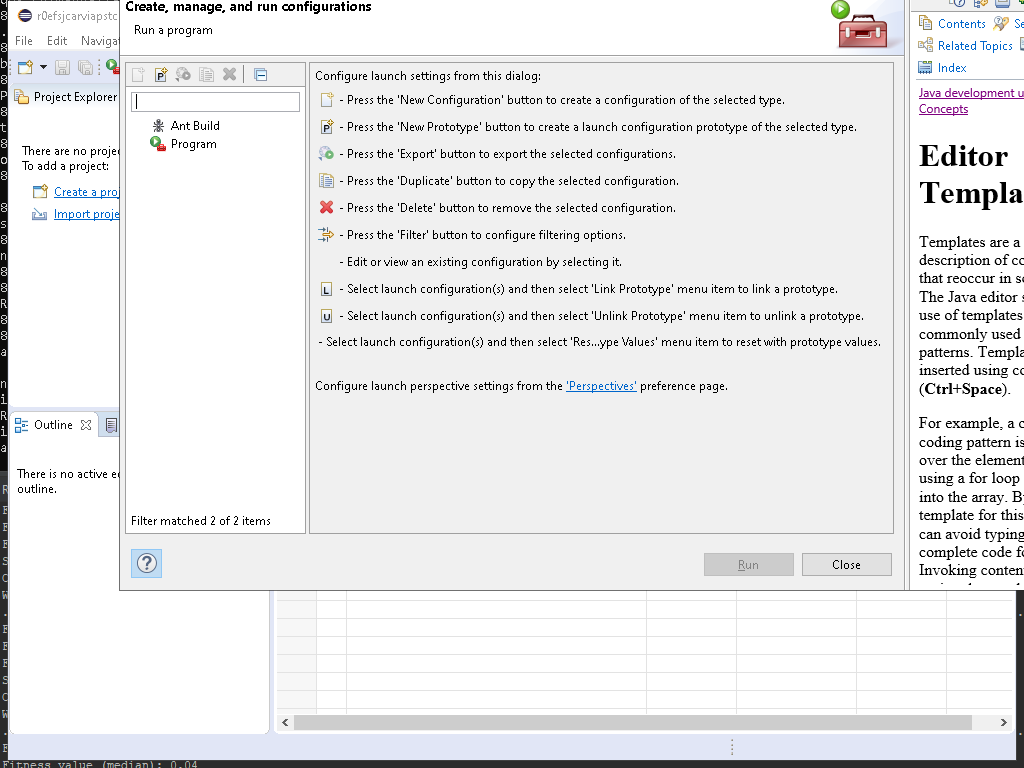 Create, manage, and run configurations
Run a program
r0efsjcarviapstc
File Edit Naviga
Project Explorer
There are no proje
To add a project:
Create a proj
Import proje
Ant Build
Program
Filter matched 2 of 2 items
Configure launch settings from this dialog:
- Press the 'New Configuration' button to create a configuration of the selected type.
- Press the 'New Prototype' button to create a launch configuration prototype of the selected type.
- Press the 'Export' button to export the selected configurations.
- Press the 'Duplicate' button to copy the selected configuration.
- Press the 'Delete' button to remove the selected configuration.
- Press the 'Filter' button to configure filtering options.
- Edit or view an existing configuration by selecting it.
L - Select launch configuration(s) and then select 'Link Prototype' menu item to link a prototype.
U - Select launch configuration(s) and then select 'Unlink Prototype' menu item to unlink a prototype.
- Select launch configuration(s) and then select 'Res...ype Values' menu item to reset with prototype values.
Configure launch perspective settings from the 'Perspectives' preference page.
Run
Close
Outline
There is no active e
outline.
Contents Se
Related Topics
Index
Java development u
Concepts
Editor
Templa
Templates are a
description of co
that reoccur in so
The Java editor s
use of templates
commonly used
patterns. Templa
inserted using co
(Ctrl+Space).
For example, a c
coding pattern is
over the element
using a for loop
into the array. By
template for this
can avoid typing
complete code fo
Invoking content
Fitness value (median): 0.04